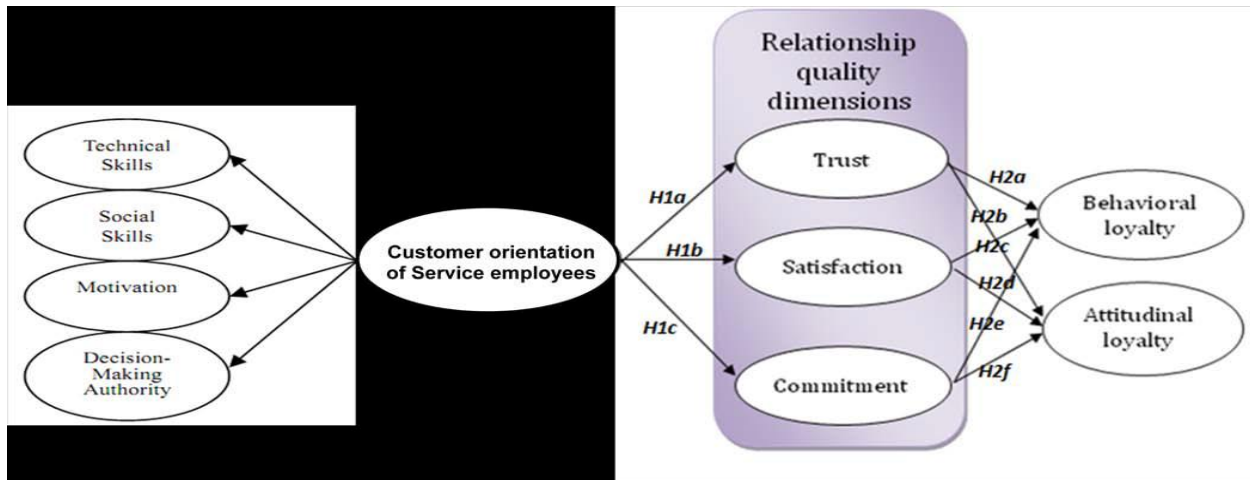 Technical
Skills
Social
Skills
Motivation
Decision-
Making
Authority
Customer orientation
of Service employees
H1a
H1b
H1c
Relationship
quality
dimensions
Trust
Satisfaction
Commitment
H2a
H2b
H2c
H2d
H2e
H2f
Behavioral
loyalty
Attitudinal
loyalty